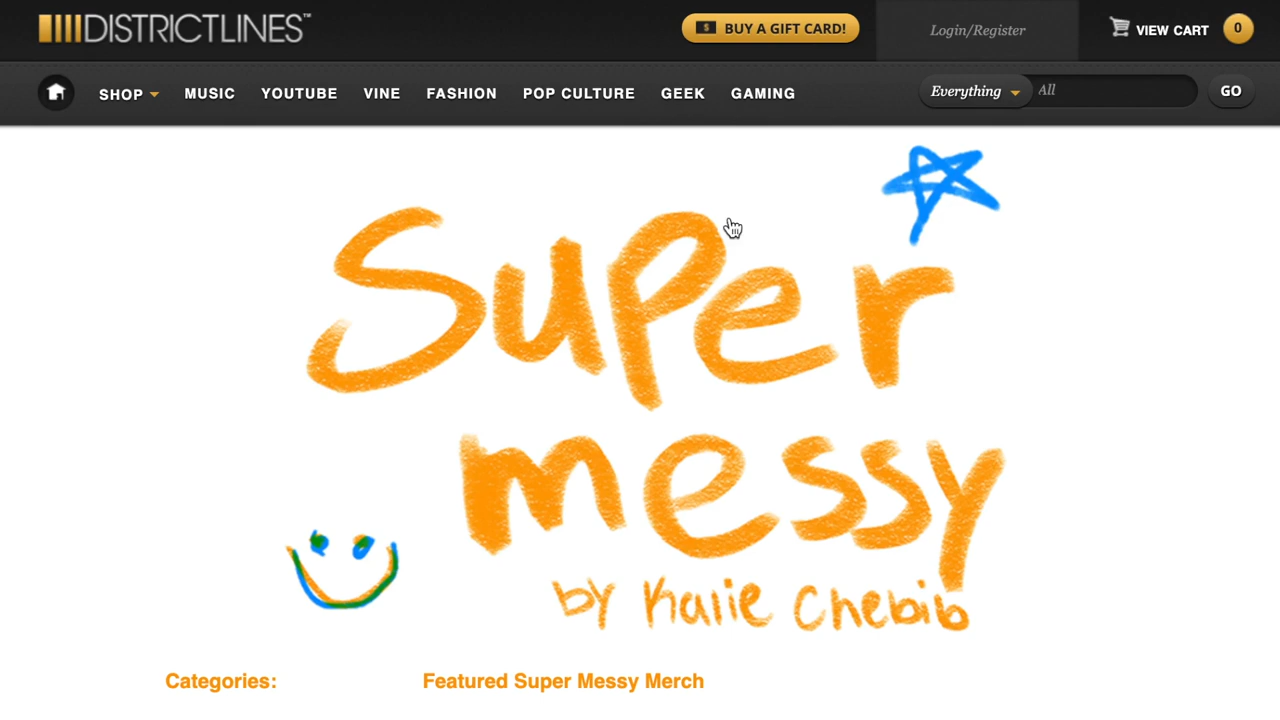 DISTRICTLINES™
BUY A GIFT CARD!
Login/Register
VIEW CART
0
SHOP
MUSIC
YOUTUBE
VINE
FASHION
POP CULTURE
GEEK
GAMING
Everything
All
GO
Super
messy
by Kalie Chebib
Categories:
Featured Super Messy Merch